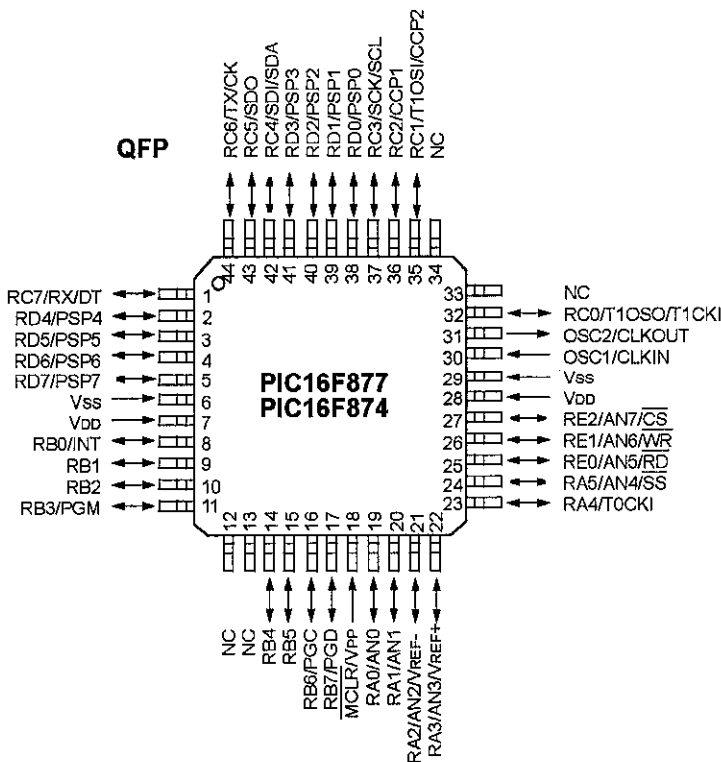 QFP
RC6/TX/CK
RC5/SDO
RC4/SDI/SDA
RD3/PSP3
RD2/PSP2
RD1/PSP1
RD0/PSP0
RC3/SCK/SCL
RC2/CCP1
RC1/T1OSI/CCP2
NC
44 43 42 41 40 39 38 37 36 35 34
RC7/RX/DT 1
RD4/PSP4 2
RD5/PSP5 3
RD6/PSP6 4
RD7/PSP7 5
VSS 6
VDD 7
RB0/INT 8
RB1 9
RB2 10
RB3/PGM 11
PIC16F877
PIC16F874
33 NC
32 RC0/T1OSO/T1CKI
31 OSC2/CLKOUT
30 OSC1/CLKIN
29 VSS
28 VDD
27 RE2/AN7/CS
26 RE1/AN6/WR
25 RE0/AN5/RD
24 RA5/AN4/SS
23 RA4/T0CKI
12 13 14 15 16 17 18 19 20 21 22
NC
NC
RB4
RB5
RB6/PGC
RB7/PGD
MCLR/VPP
RA0/AN0
RA1/AN1
RA2/AN2/VREF-
RA3/AN3/VREF+